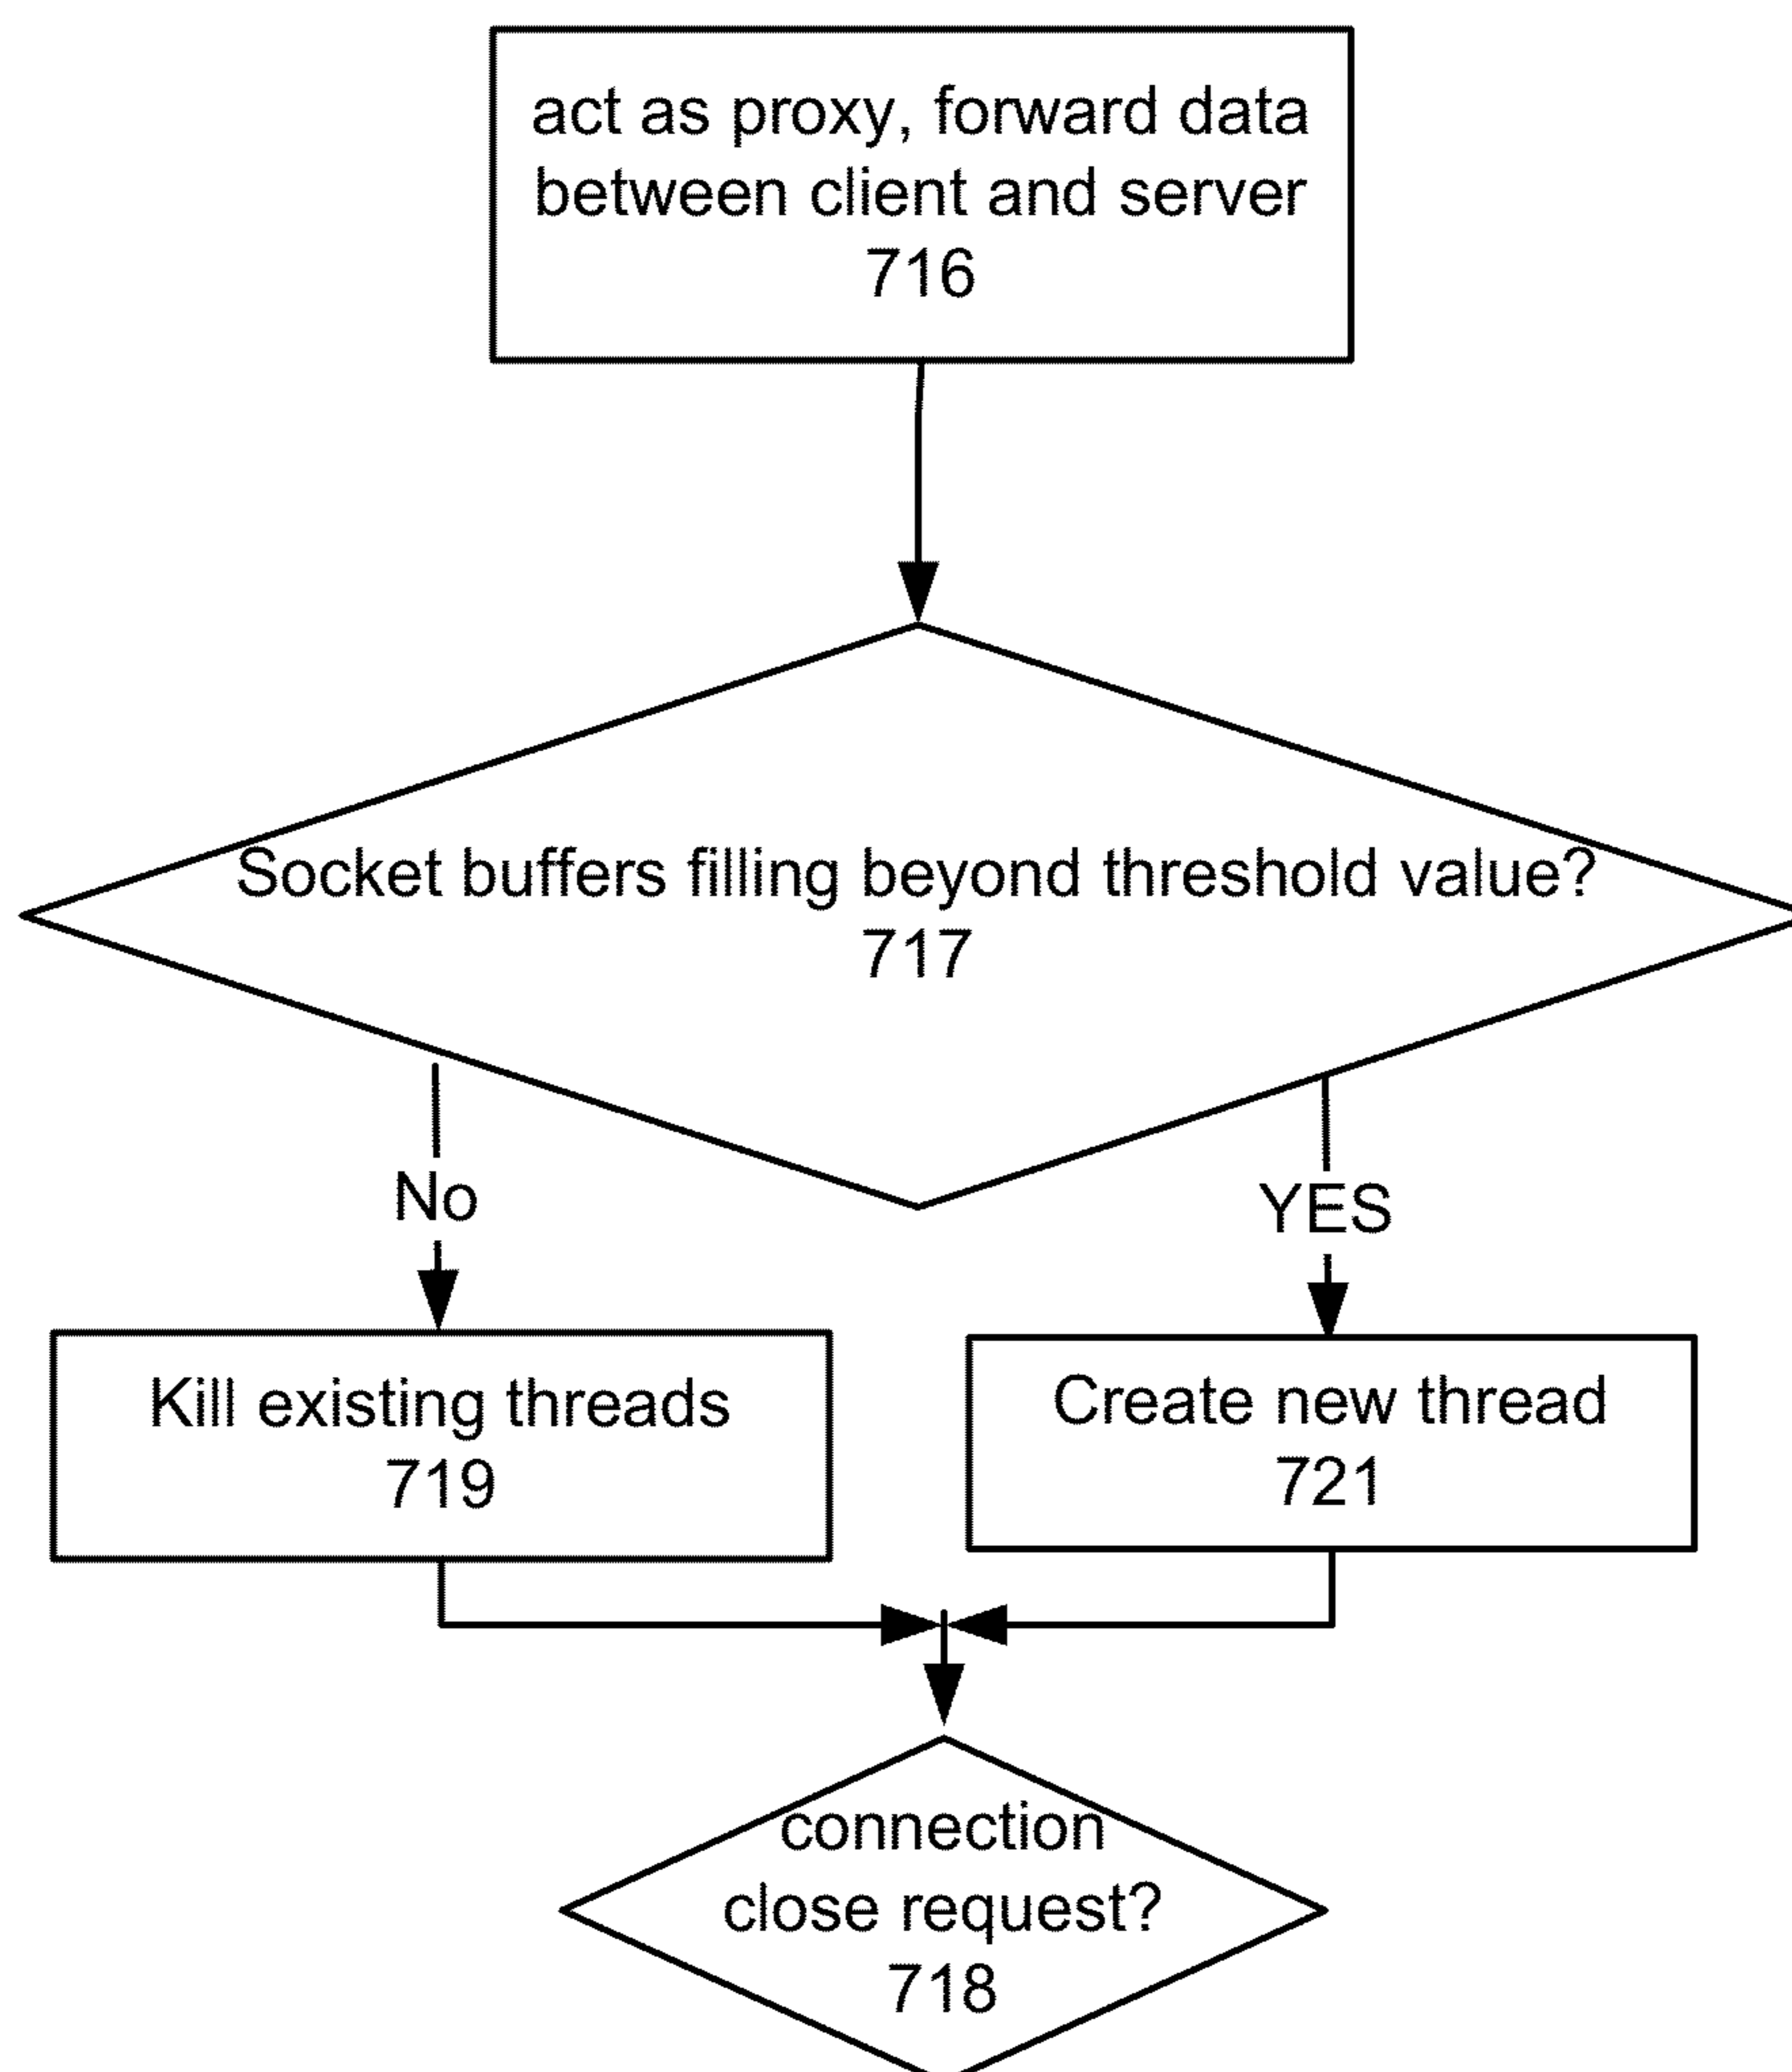 act as proxy, forward data
between client and server
716
Socket buffers filling beyond threshold value?
717
No
YES
Kill existing threads
719
Create new thread
721
connection
close request?
718